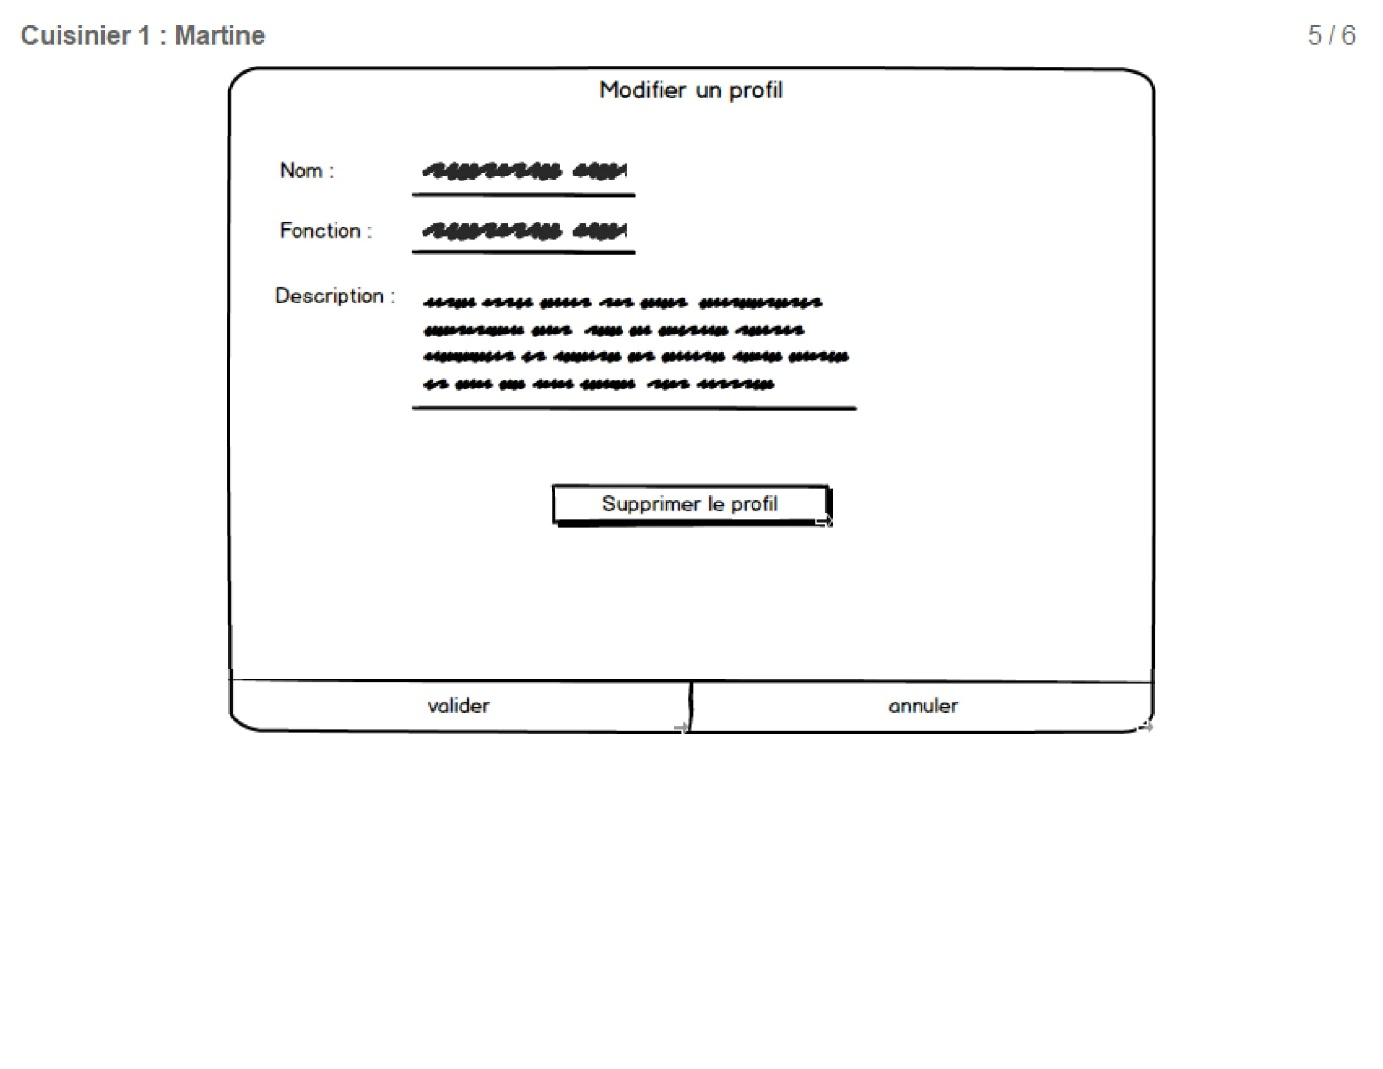 Cuisinier 1 : Martine
5 / 6
Modifier un profil
Nom :
Fonction :
Description :
Supprimer le profil
valider
annuler